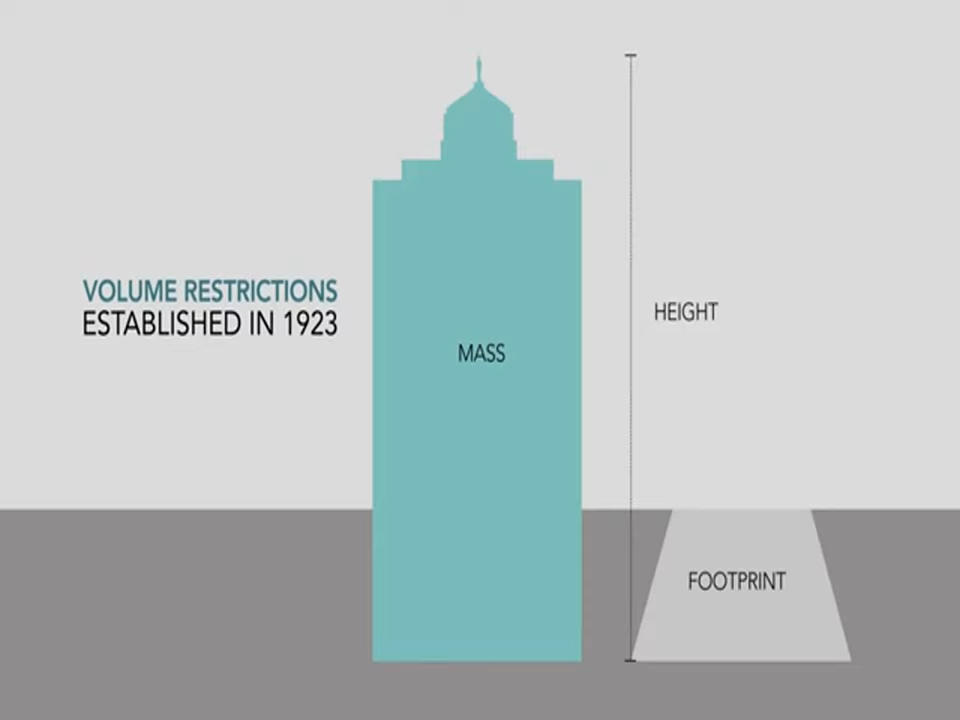 VOLUME RESTRICTIONS
ESTABLISHED IN 1923
MASS
HEIGHT
FOOTPRINT